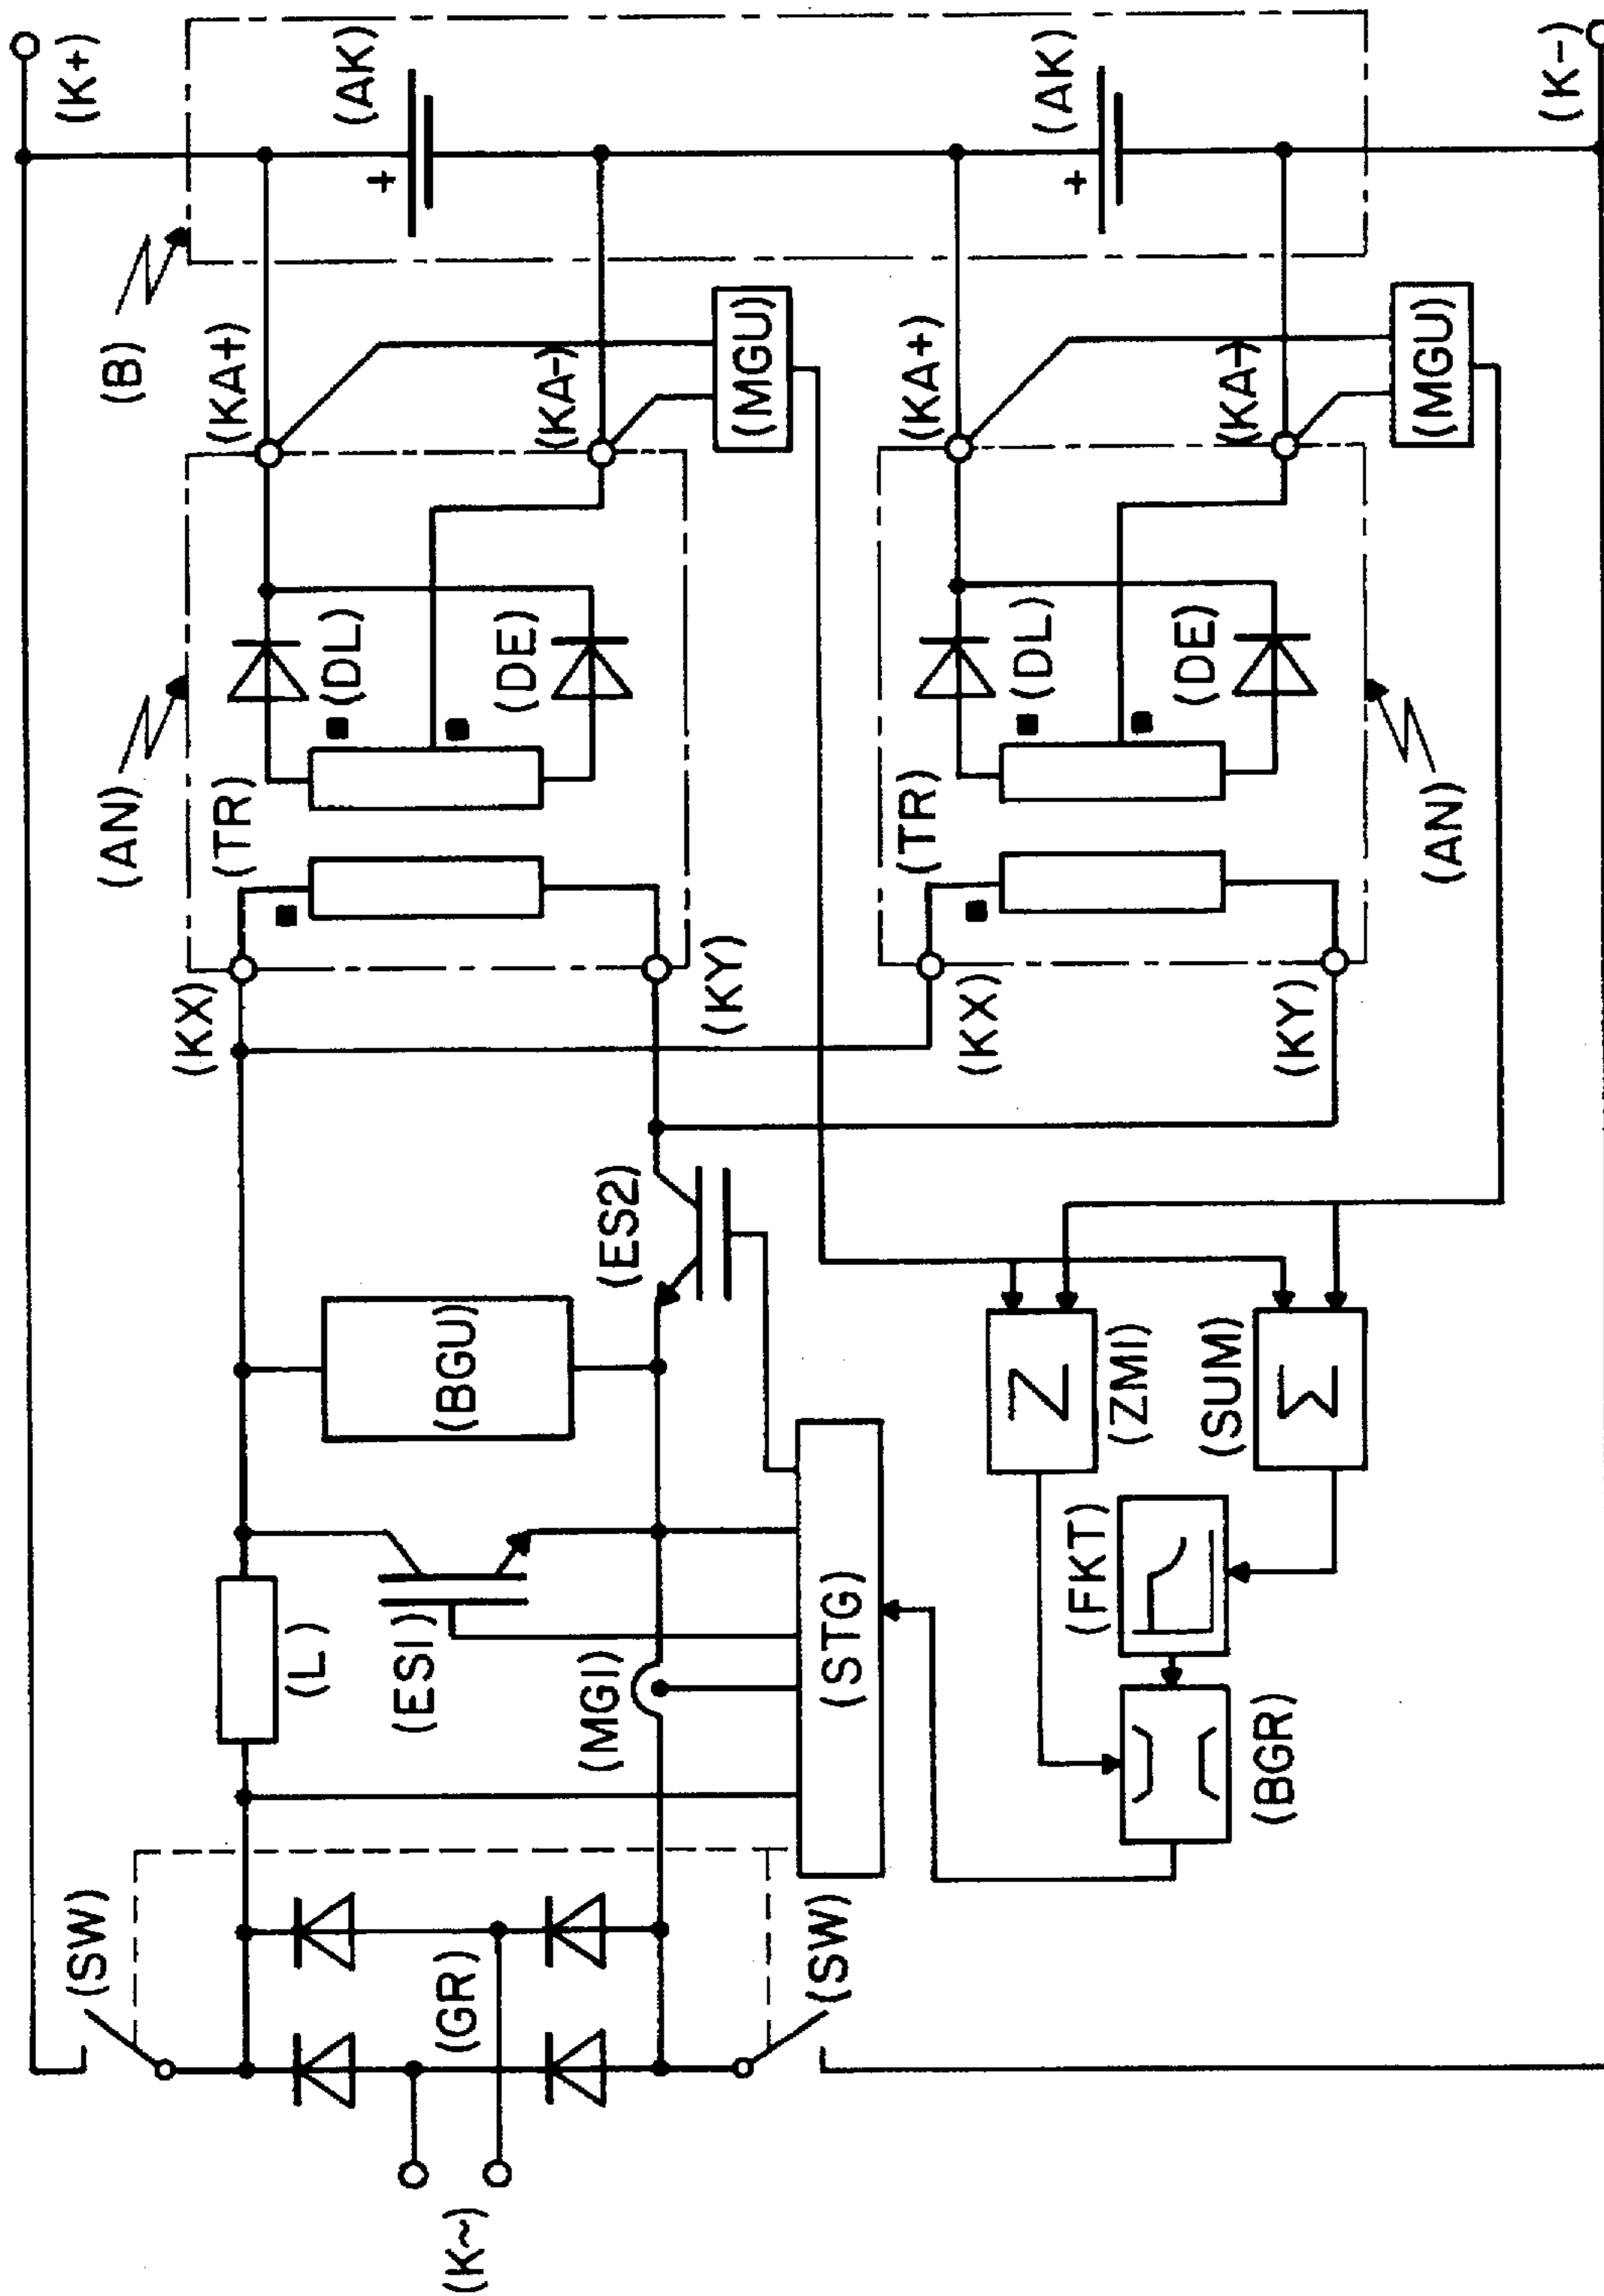 (SW)
(K+)
(AN)
(B)
(KX)
(TR)
(KA+)
(L)
(DL)
+
(AK)
(ESI)
(K~)
(GR)
(BGU)
(DE)
(KA-)
(MGI)
(ES2)
(KY)
(MGU)
(SW)
(STG)
(TR)
(KA+)
(KX)
(DL)
+
(AK)
Z
(FKT)
(ZMI)
(DE)
(SUM)
(KA-)
(BGR)
(KY)
Σ
(AN)
(MGU)
(K-)